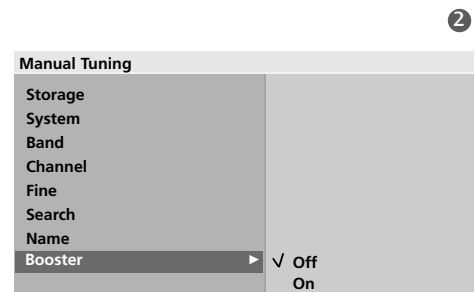 2
Manual Tuning
Storage
System
Band
Channel
Fine
Search
Name
Booster ► √ Off
On